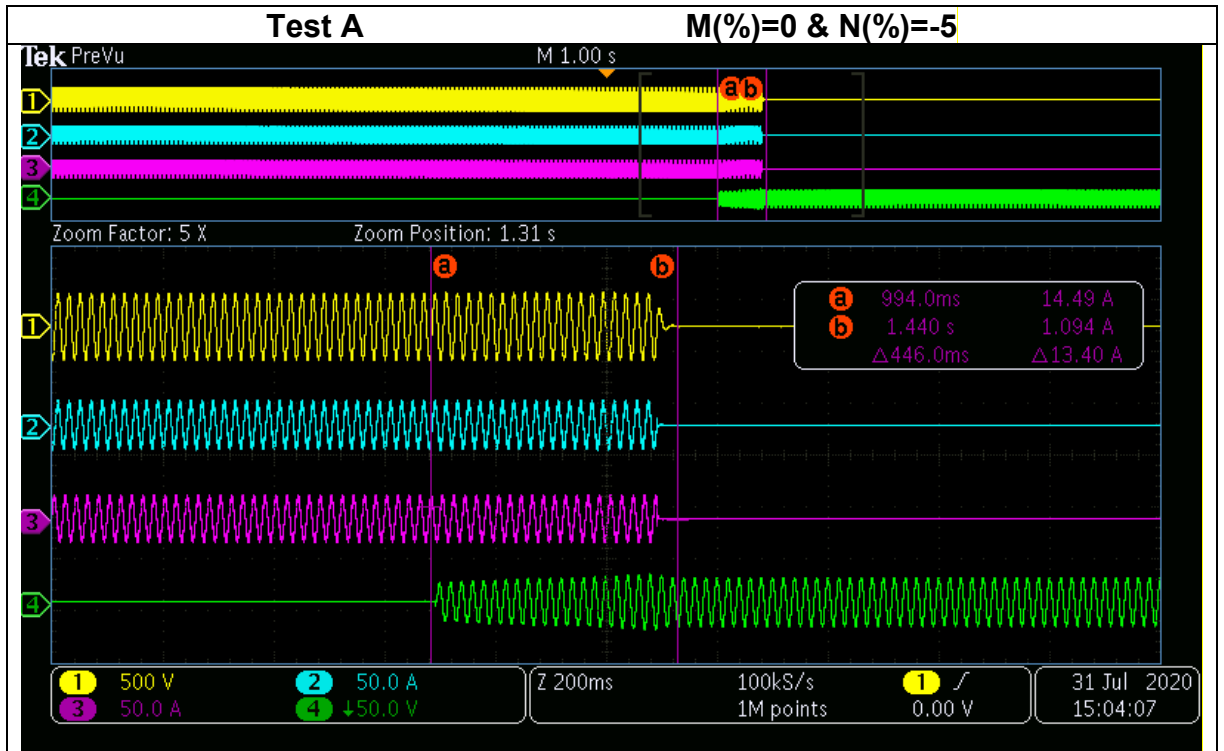 Test A M(%)=0 & N(%)=-5
Tek PreVu M 1.00 s
a b
1
2
3
4
Zoom Factor: 5 X Zoom Position: 1.31 s
a b
a 994.0ms 14.49 A
1 b 1.440 s 1.094 A
△446.0ms △13.40 A
2
3
4
1 500 V 2 50.0 A Z 200ms 100kS/s 1 31 Jul 2020
3 50.0 A 4 ↓50.0 V 1M points 0.00 V 15:04:07